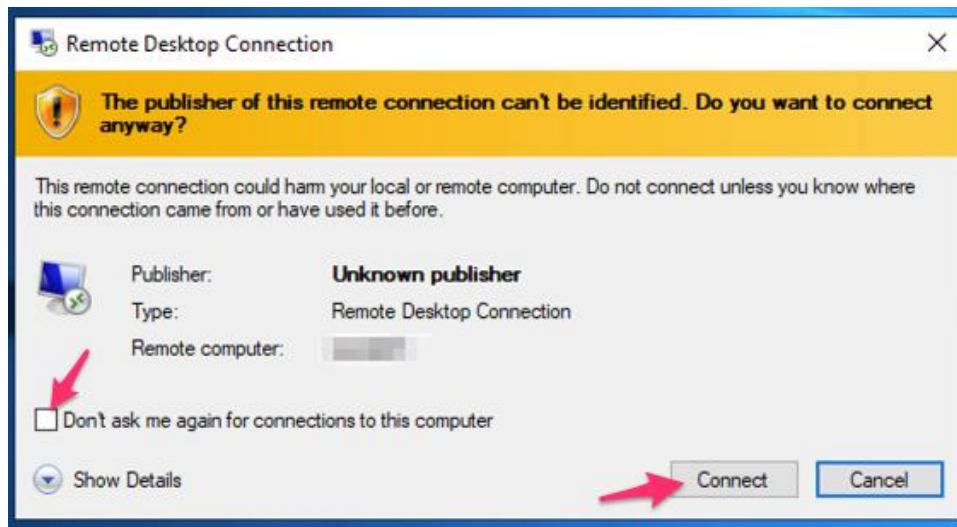 Remote Desktop Connection
The publisher of this remote connection can't be identified. Do you want to connect
anyway?
This remote connection could harm your local or remote computer. Do not connect unless you know where
this connection came from or have used it before.
Publisher: Unknown publisher
Type: Remote Desktop Connection
Remote computer:
Don't ask me again for connections to this computer
Show Details Connect Cancel